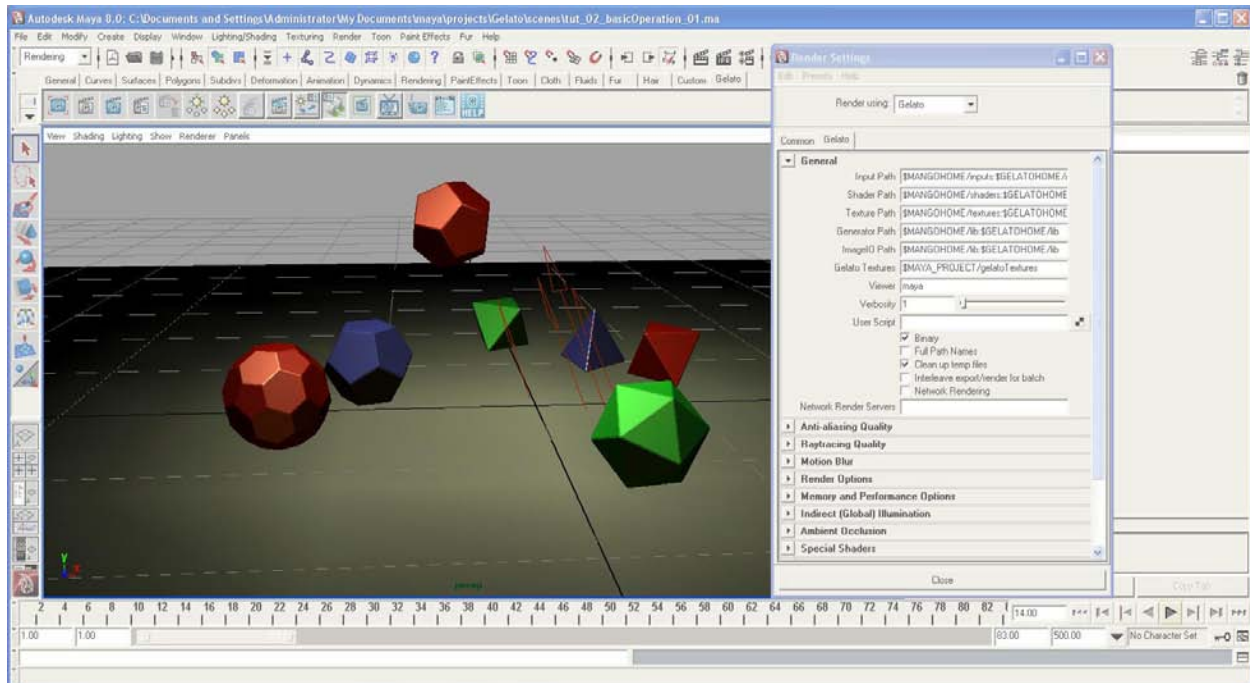 Autodesk Maya 8.0: C:\Documents and Settings\Administrator\My Documents\maya\projects\Gelato\scenes\tut_02_basicOperation_01.ma
File Edit Modify Create Display Window Lighting/Shading Texturing Render Toon Paint Effects Fur Help
Rendering
General Curves Surfaces Polygons Subdivs Deformation Animation Dynamics Rendering PaintEffects Toon Cloth Fluids Fur Hair Custom Gelato
HELP
View Shading Lighting Show Renderer Panels
Render Settings
Edit Presets Help
Render using: Gelato
Common Gelato
General
Input Path $MANGOHOME/inputs:$GELATOHOME/i
Shader Path $MANGOHOME/shaders:$GELATOHOME
Texture Path $MANGOHOME/textures:$GELATOHOME
Generator Path $MANGOHOME/lib:$GELATOHOME/lib
ImageIO Path $MANGOHOME/lib:$GELATOHOME/lib
Gelato Textures $MAYA_PROJECT/gelatoTextures
Viewer maya
Verbosity 1
User Script
Binary
Full Path Names
Clean up temp files
Interleave export/render for batch
Network Rendering
Network Render Servers
Anti-aliasing Quality
Raytracing Quality
Motion Blur
Render Options
Memory and Performance Options
Indirect (Global) Illumination
Ambient Occlusion
Special Shaders
Close
Copy Tab
y x
persp
2 4 6 8 10 12 14 16 18 20 22 24 26 28 30 32 34 36 38 40 42 44 46 48 50 52 54 56 58 60 62 64 66 68 70 72 74 76 78 80 82 14.00
1.00 1.00 83.00 500.00 No Character Set